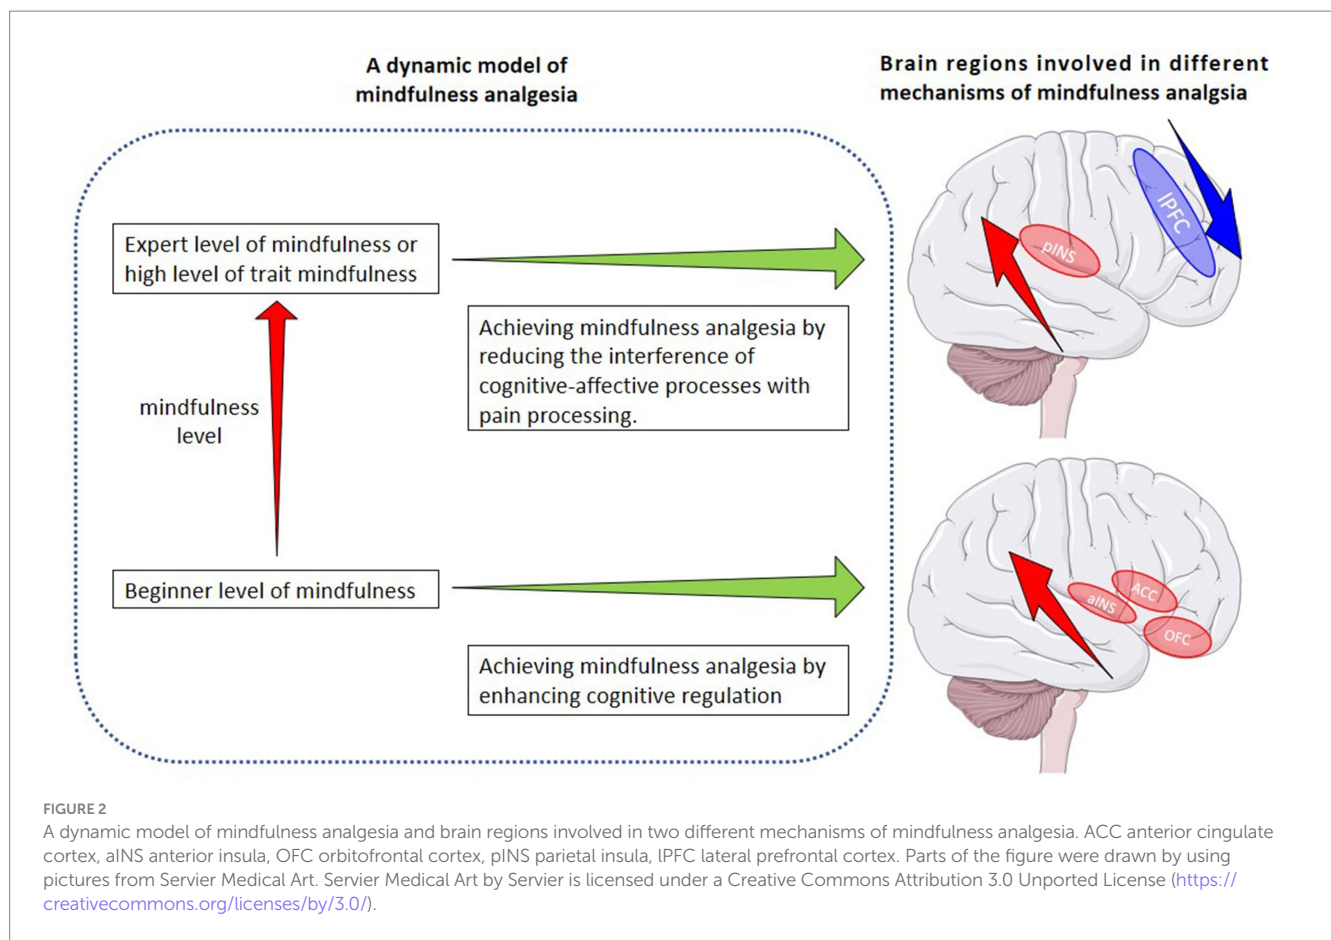 A dynamic model of
mindfulness analgesia
Brain regions involved in different
mechanisms of mindfulness analgsia
Expert level of mindfulness or
high level of trait mindfulness
Achieving mindfulness analgesia by
reducing the interference of
cognitive-affective processes with
pain processing.
mindfulness
level
Beginner level of mindfulness
Achieving mindfulness analgesia by
enhancing cognitive regulation
pINS
lPFC
aINS
ACC
OFC
FIGURE 2
A dynamic model of mindfulness analgesia and brain regions involved in two different mechanisms of mindfulness analgesia. ACC anterior cingulate
cortex, aINS anterior insula, OFC orbitofrontal cortex, pINS parietal insula, lPFC lateral prefrontal cortex. Parts of the figure were drawn by using
pictures from Servier Medical Art. Servier Medical Art by Servier is licensed under a Creative Commons Attribution 3.0 Unported License (https://
creativecommons.org/licenses/by/3.0/).